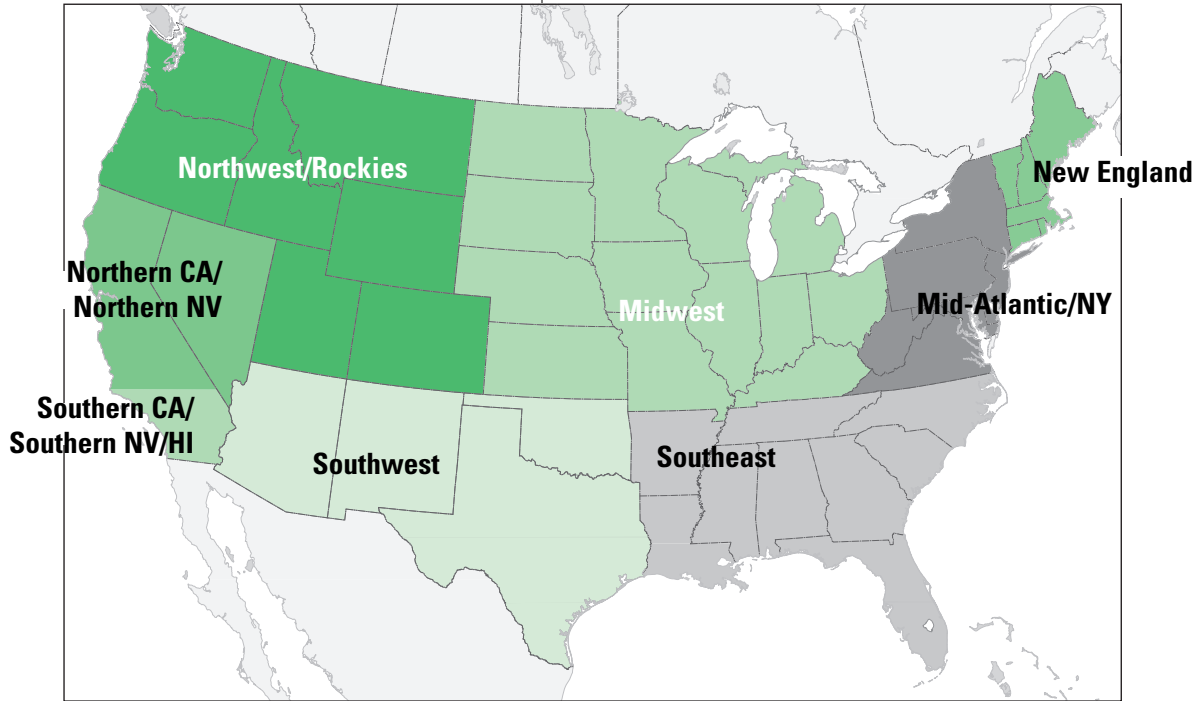 Northwest/Rockies
New England
Northern CA/
Northern NV
Midwest
Mid-Atlantic/NY
Southern CA/
Southern NV/HI
Southwest
Southeast